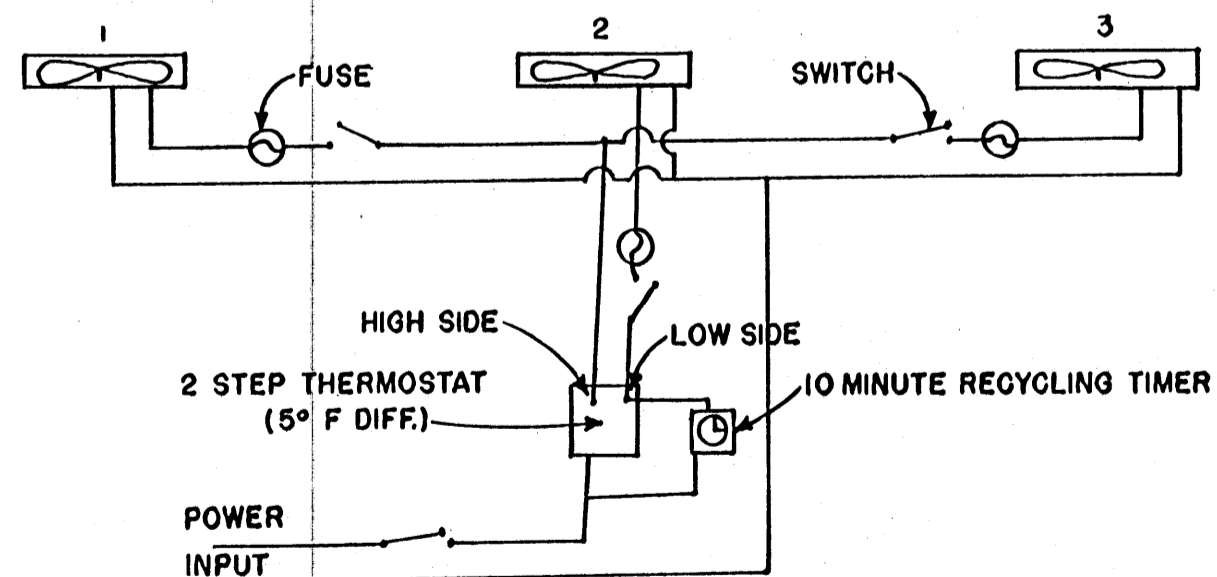 1
2
3
FUSE
SWITCH
HIGH SIDE
LOW SIDE
2 STEP THERMOSTAT
(5° F DIFF.)
10 MINUTE RECYCLING TIMER
POWER
INPUT